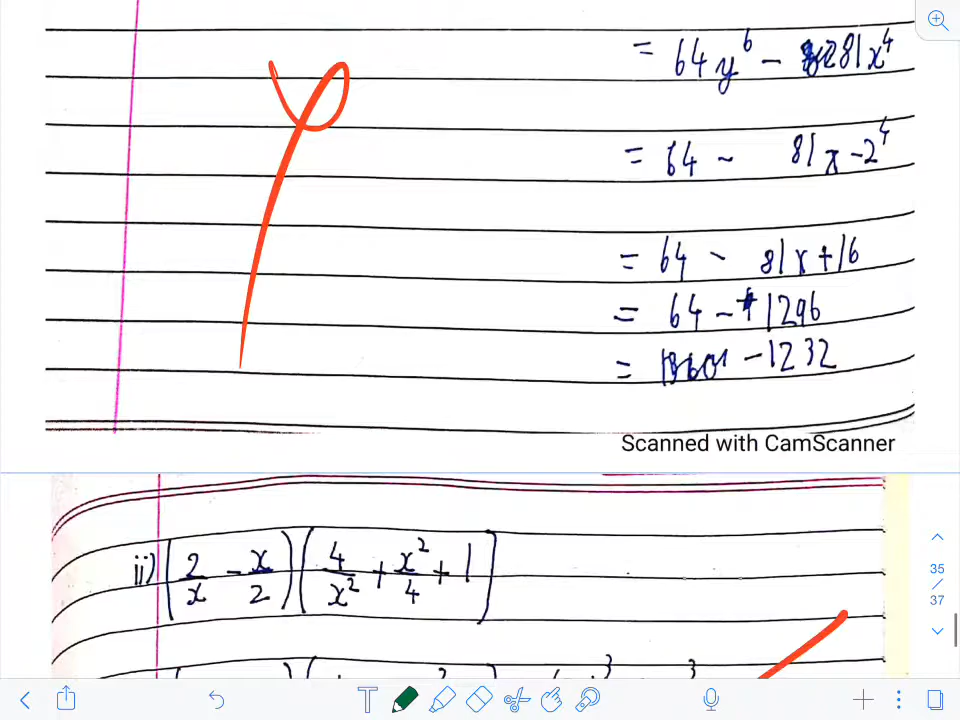 = 64y⁶ - 81x⁴
= 64 - 81x-2⁴
= 64 - 81x+16
= 64 - 1296
= -1232
Scanned with CamScanner
ii) (2/x - x/2) (4/x² + x²/4 + 1)
35
/
37
T